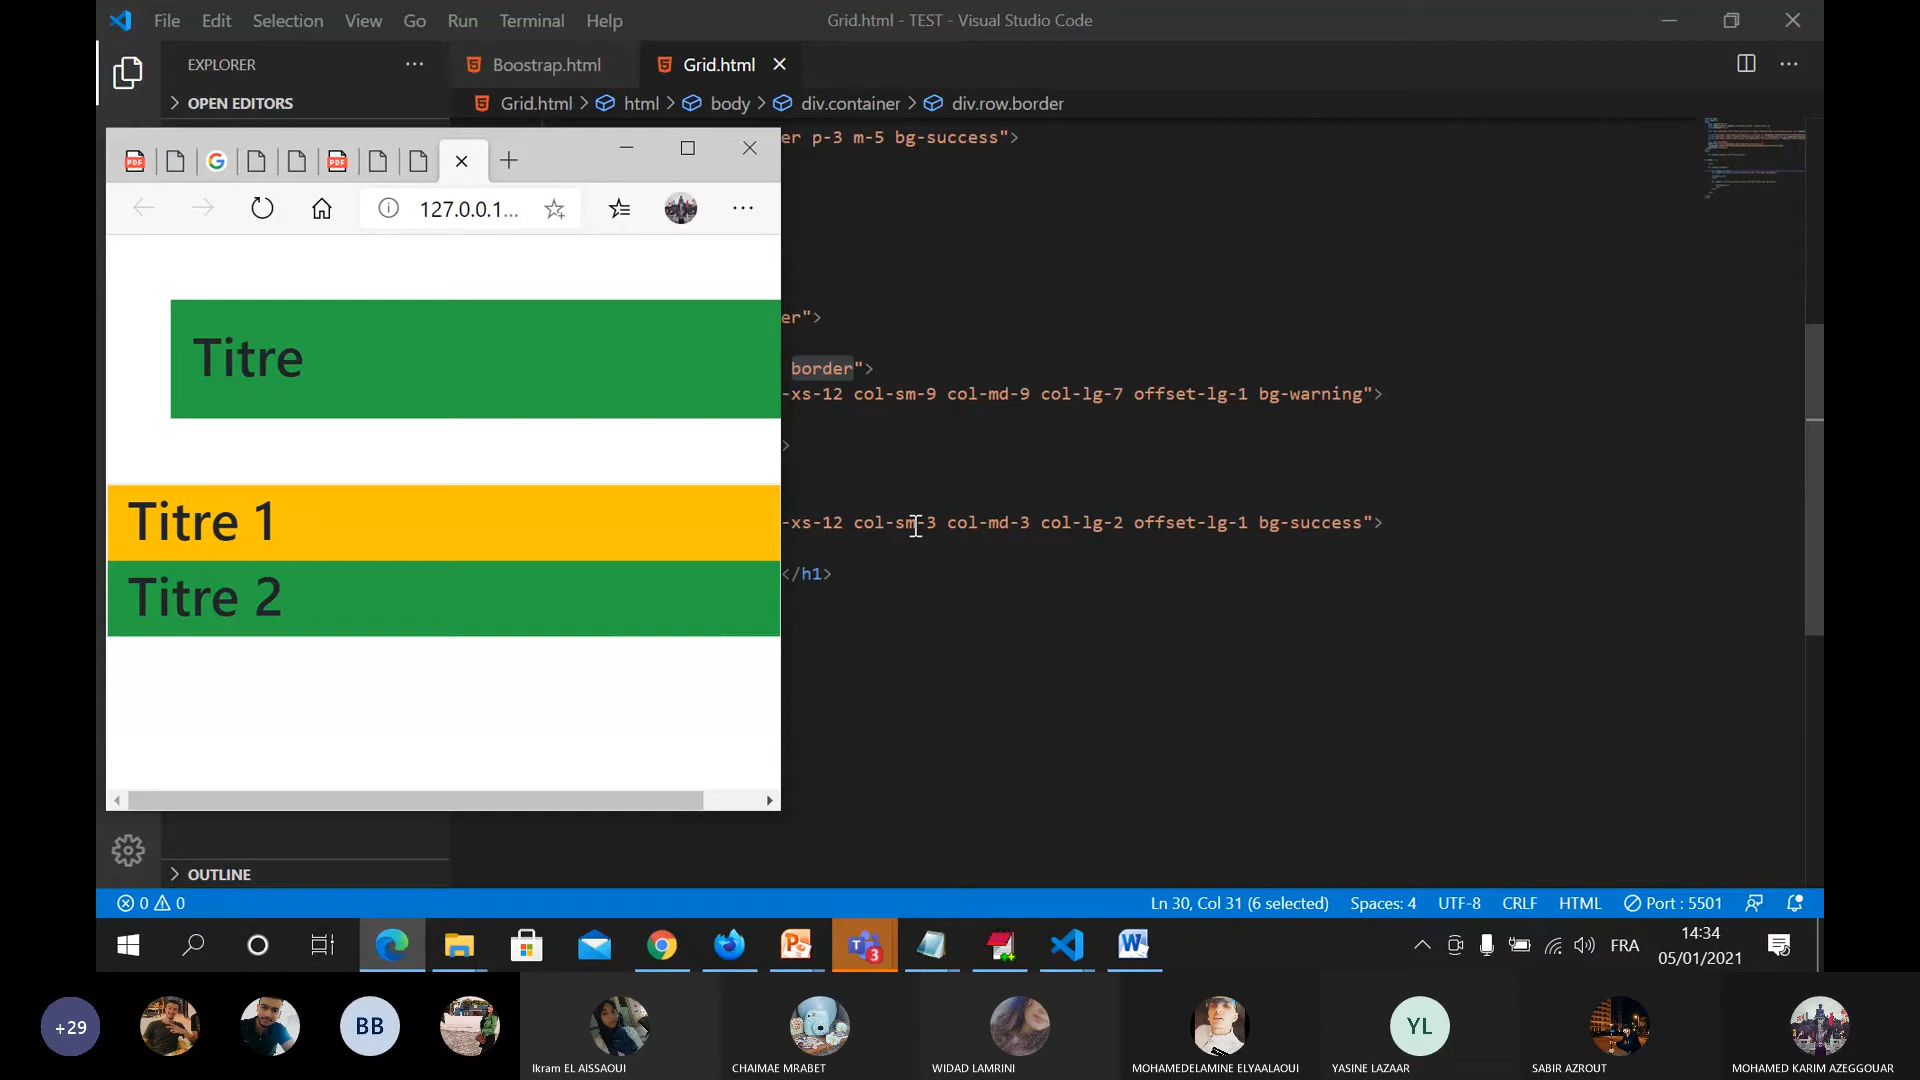 File Edit Selection View Go Run Terminal Help
Grid.html - TEST - Visual Studio Code
EXPLORER
Boostrap.html
Grid.html
OPEN EDITORS
Grid.html > html > body > div.container > div.row.border
er p-3 m-5 bg-success">
PDF
PDF
127.0.0.1...
Titre
er">
border">
-xs-12 col-sm-9 col-md-9 col-lg-7 offset-lg-1 bg-warning">
>
Titre 1
-xs-12 col-sm-3 col-md-3 col-lg-2 offset-lg-1 bg-success">
</h1>
Titre 2
OUTLINE
0 0
Ln 30, Col 31 (6 selected) Spaces: 4 UTF-8 CRLF HTML Port : 5501
3
FRA
14:34
05/01/2021
+29
BB
YL
Ikram EL AISSAOUI
CHAIMAE MRABET
WIDAD LAMRINI
MOHAMEDELAMINE ELYAALAOUI
YASINE LAZAAR
SABIR AZROUT
MOHAMED KARIM AZEGGOUAR